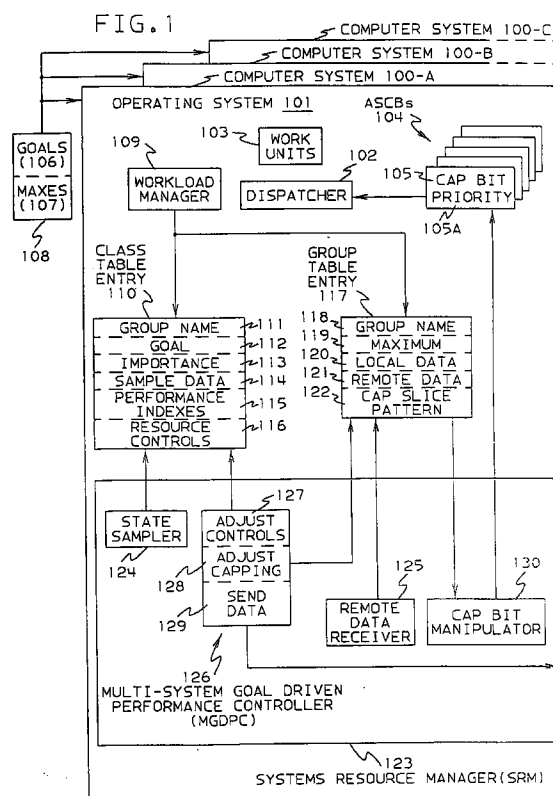 FIG.1
COMPUTER SYSTEM 100-C
COMPUTER SYSTEM 100-B
COMPUTER SYSTEM 100-A
OPERATING SYSTEM 101
ASCBs
104
103
WORK
UNITS
109
102
105
GOALS
(106)
MAXES
(107)
108
WORKLOAD
MANAGER
DISPATCHER
CAP BIT
PRIORITY
105A
CLASS
TABLE
ENTRY
110
GROUP
TABLE
ENTRY
117
GROUP NAME 111
GOAL 112
IMPORTANCE 113
SAMPLE DATA 114
PERFORMANCE
INDEXES 115
RESOURCE
CONTROLS 116
118 GROUP NAME
119 MAXIMUM
120 LOCAL DATA
121 REMOTE DATA
122 CAP SLICE
PATTERN
127
STATE
SAMPLER
124
ADJUST
CONTROLS
128 ADJUST
CAPPING
129 SEND
DATA
125
REMOTE
DATA
RECEIVER
130
CAP BIT
MANIPULATOR
126
MULTI-SYSTEM GOAL DRIVEN
PERFORMANCE CONTROLLER
(MGDPC)
123
SYSTEMS RESOURCE MANAGER(SRM)